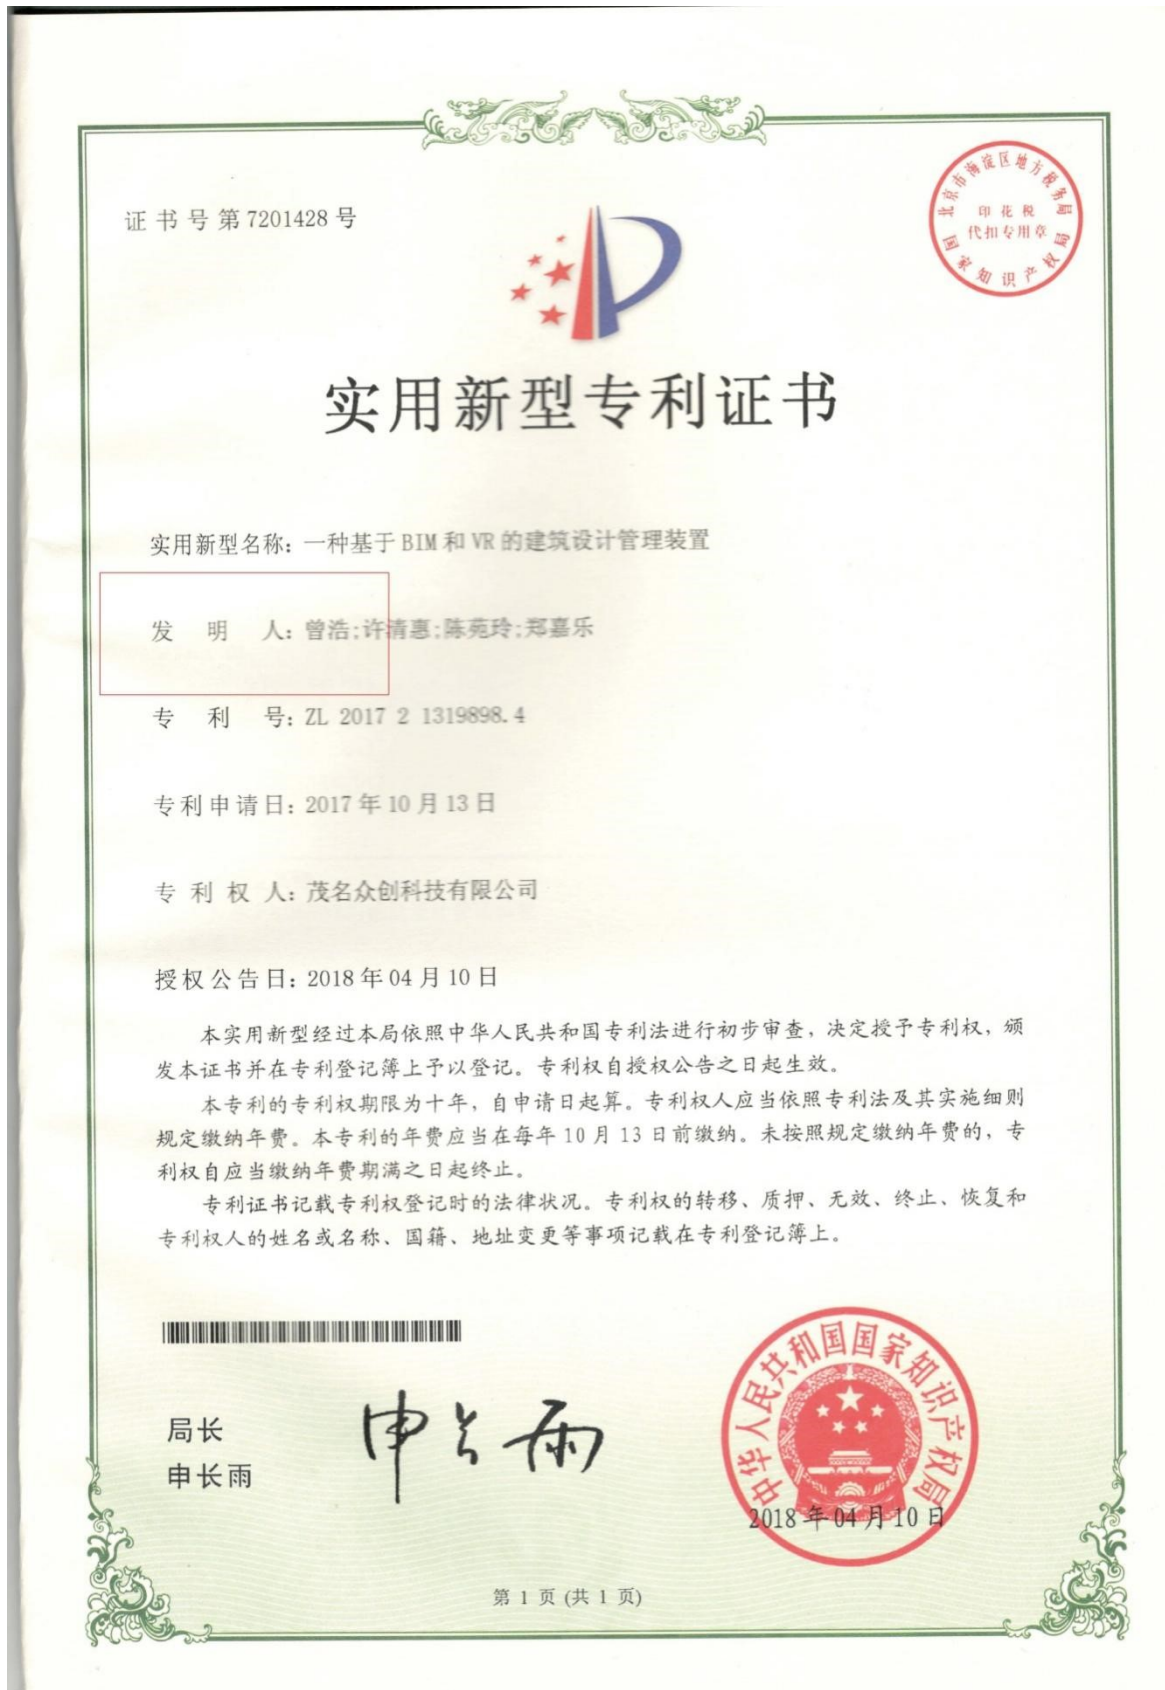 证书号第7201428号
北京市海淀区地方税务局
印花税
代扣专用章
国家知识产权局
实用新型专利证书
实用新型名称：一种基于BIM和VR的建筑设计管理装置
发明人：曾浩;许清惠;陈苑玲;郑嘉乐
专利号：ZL 2017 2 1319898.4
专利申请日：2017年10月13日
专利权人：茂名众创科技有限公司
授权公告日：2018年04月10日
本实用新型经过本局依照中华人民共和国专利法进行初步审查，决定授予专利权，颁
发本证书并在专利登记簿上予以登记。专利权自授权公告之日起生效。
本专利的专利权期限为十年，自申请日起算。专利权人应当依照专利法及其实施细则
规定缴纳年费。本专利的年费应当在每年10月13日前缴纳。未按照规定缴纳年费的，专
利权自应当缴纳年费期满之日起终止。
专利证书记载专利权登记时的法律状况。专利权的转移、质押、无效、终止、恢复和
专利权人的姓名或名称、国籍、地址变更等事项记载在专利登记簿上。
局长
申长雨
申长雨
中华人民共和国国家知识产权局
2018年04月10日
第 1 页 (共 1 页)